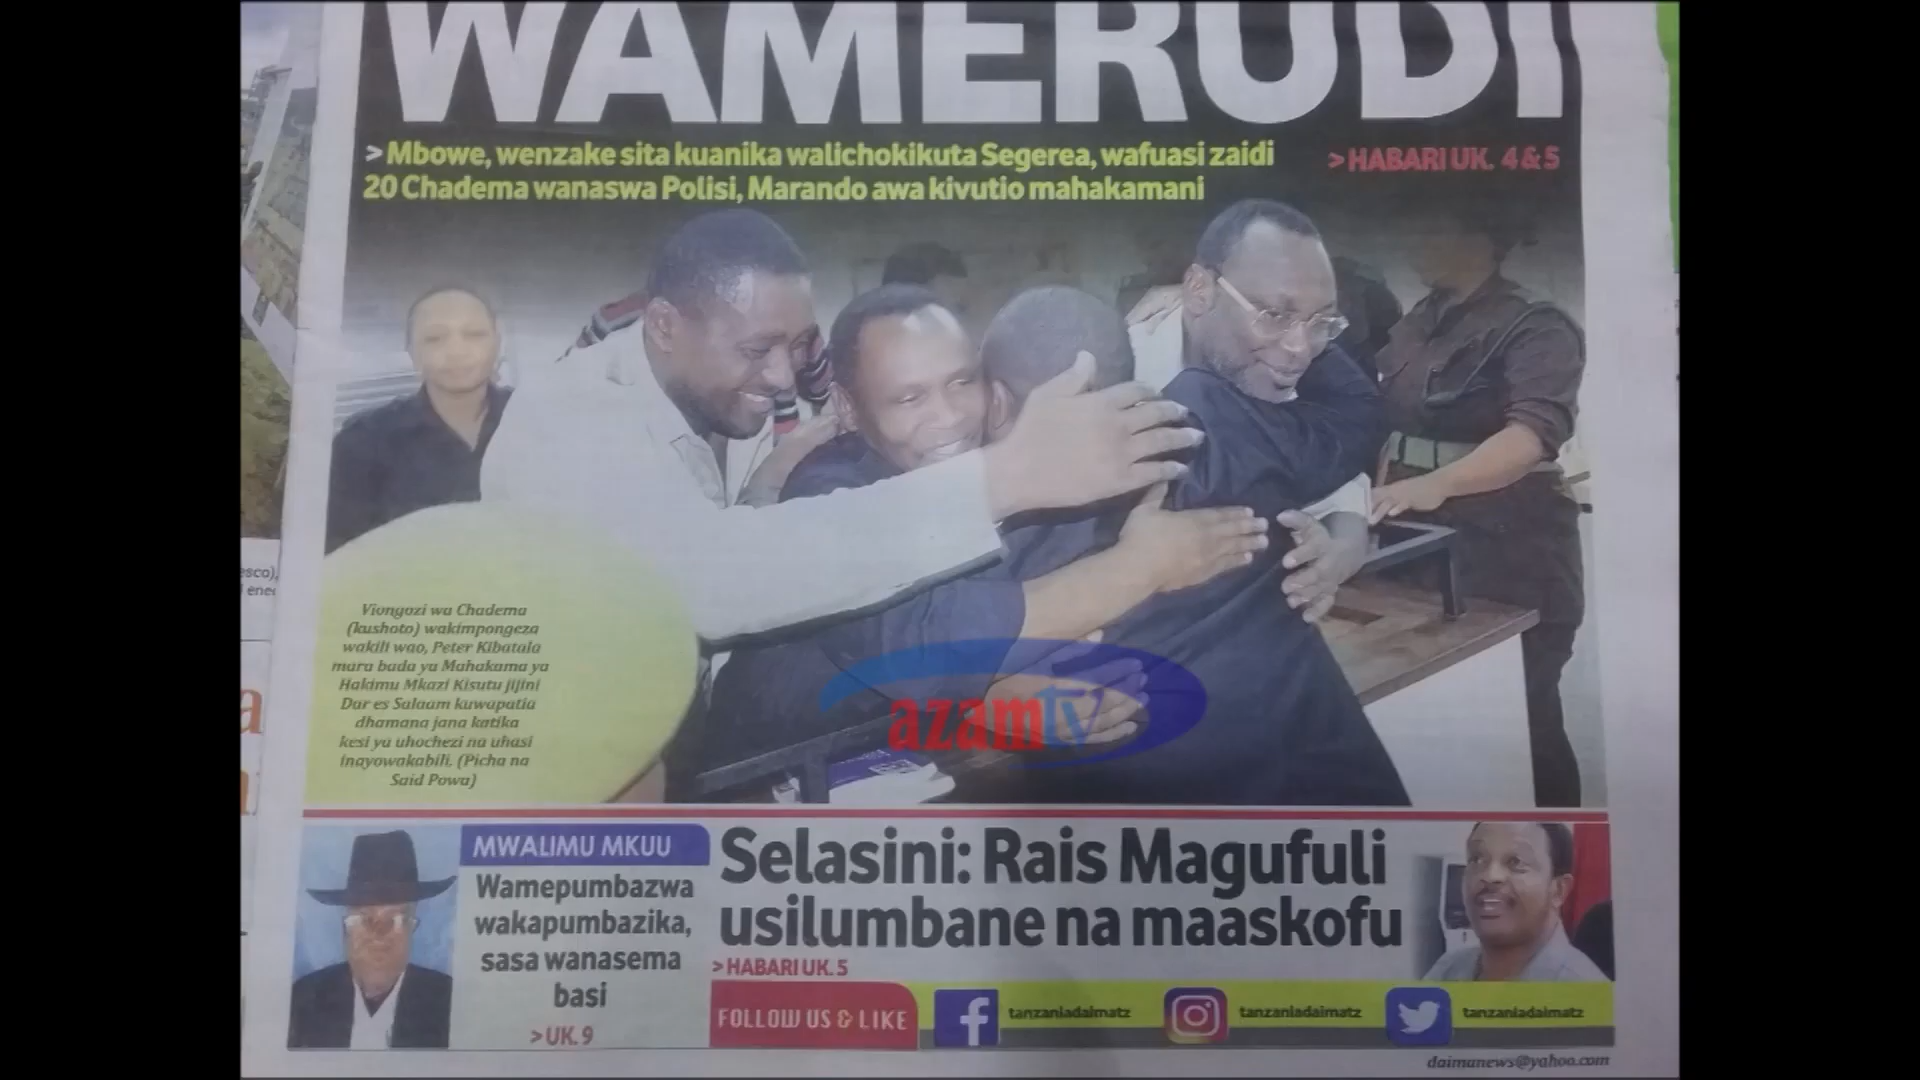 WAMERUDI
> Mbowe, wenzake sita kuanika walichokikuta Segerea, wafuasi zaidi
20 Chadema wanaswa Polisi, Marando awa kivutio mahakamani
> HABARI UK. 4 & 5
esco),
Viongozi wa Chadema
(kushoto) wakimpongeza
wakili wao, Peter Kibatala
mara bada ya Mahakama ya
Hakimu Mkazi Kisutu jijini
Dar es Salaam kuwapatia
dhamana jana katika
kesi ya uhochezi na uhasi
inayowakabili. (Picha na
Said Powa)
azamtv
MWALIMU MKUU
Wamepumbazwa
wakapumbazika,
sasa wanasema
basi
> UK. 9
Selasini: Rais Magufuli
usilumbane na maaskofu
> HABARI UK. 5
FOLLOW US & LIKE
tanzaniadaimatz
tanzaniadaimatz
tanzaniadaimatz
daimanews@yahoo.com